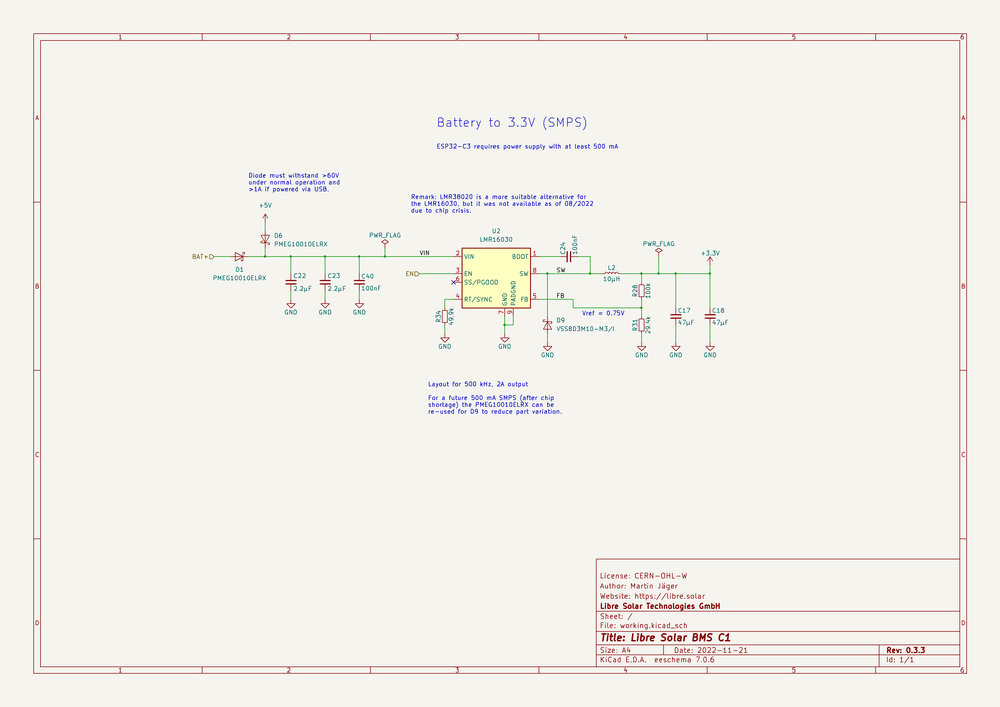 1 2 3 4 5 6
A A
B B
C C
D D
Battery to 3.3V (SMPS)
ESP32-C3 requires power supply with at least 500 mA
Diode must withstand >60V
under normal operation and
>1A if powered via USB.
Remark: LMR38020 is a more suitable alternative for
the LMR16030, but it was not available as of 08/2022
due to chip crisis.
+5V
D6
PMEG10010ELRX
BAT+
D1
PMEG10010ELRX
C22
2.2µF
C23
2.2µF
C40
100nF
GND
GND
GND
PWR_FLAG
VIN
EN
R34
49.9k
GND
U2
LMR16030
2 VIN
3 EN
6 SS/PGOOD
4 RT/SYNC
BOOT 1
SW 8
FB 5
GND 7
PADGND 9
GND
C24
100nF
SW
FB
D9
VSSBD3M10-M3/I
GND
L2
10µH
Vref = 0.75V
PWR_FLAG
R28
100k
R31
29.4k
GND
C17
47µF
GND
+3.3V
C18
47µF
GND
Layout for 500 kHz, 2A output
For a future 500 mA SMPS (after chip
shortage) the PMEG10010ELRX can be
re-used for D9 to reduce part variation.
License: CERN-OHL-W
Author: Martin Jäger
Website: https://libre.solar
Libre Solar Technologies GmbH
Sheet: /
File: working.kicad_sch
Title: Libre Solar BMS C1
Size: A4 Date: 2022-11-21 Rev: 0.3.3
KiCad E.D.A. eeschema 7.0.6 Id: 1/1
1 2 3 4 5 6